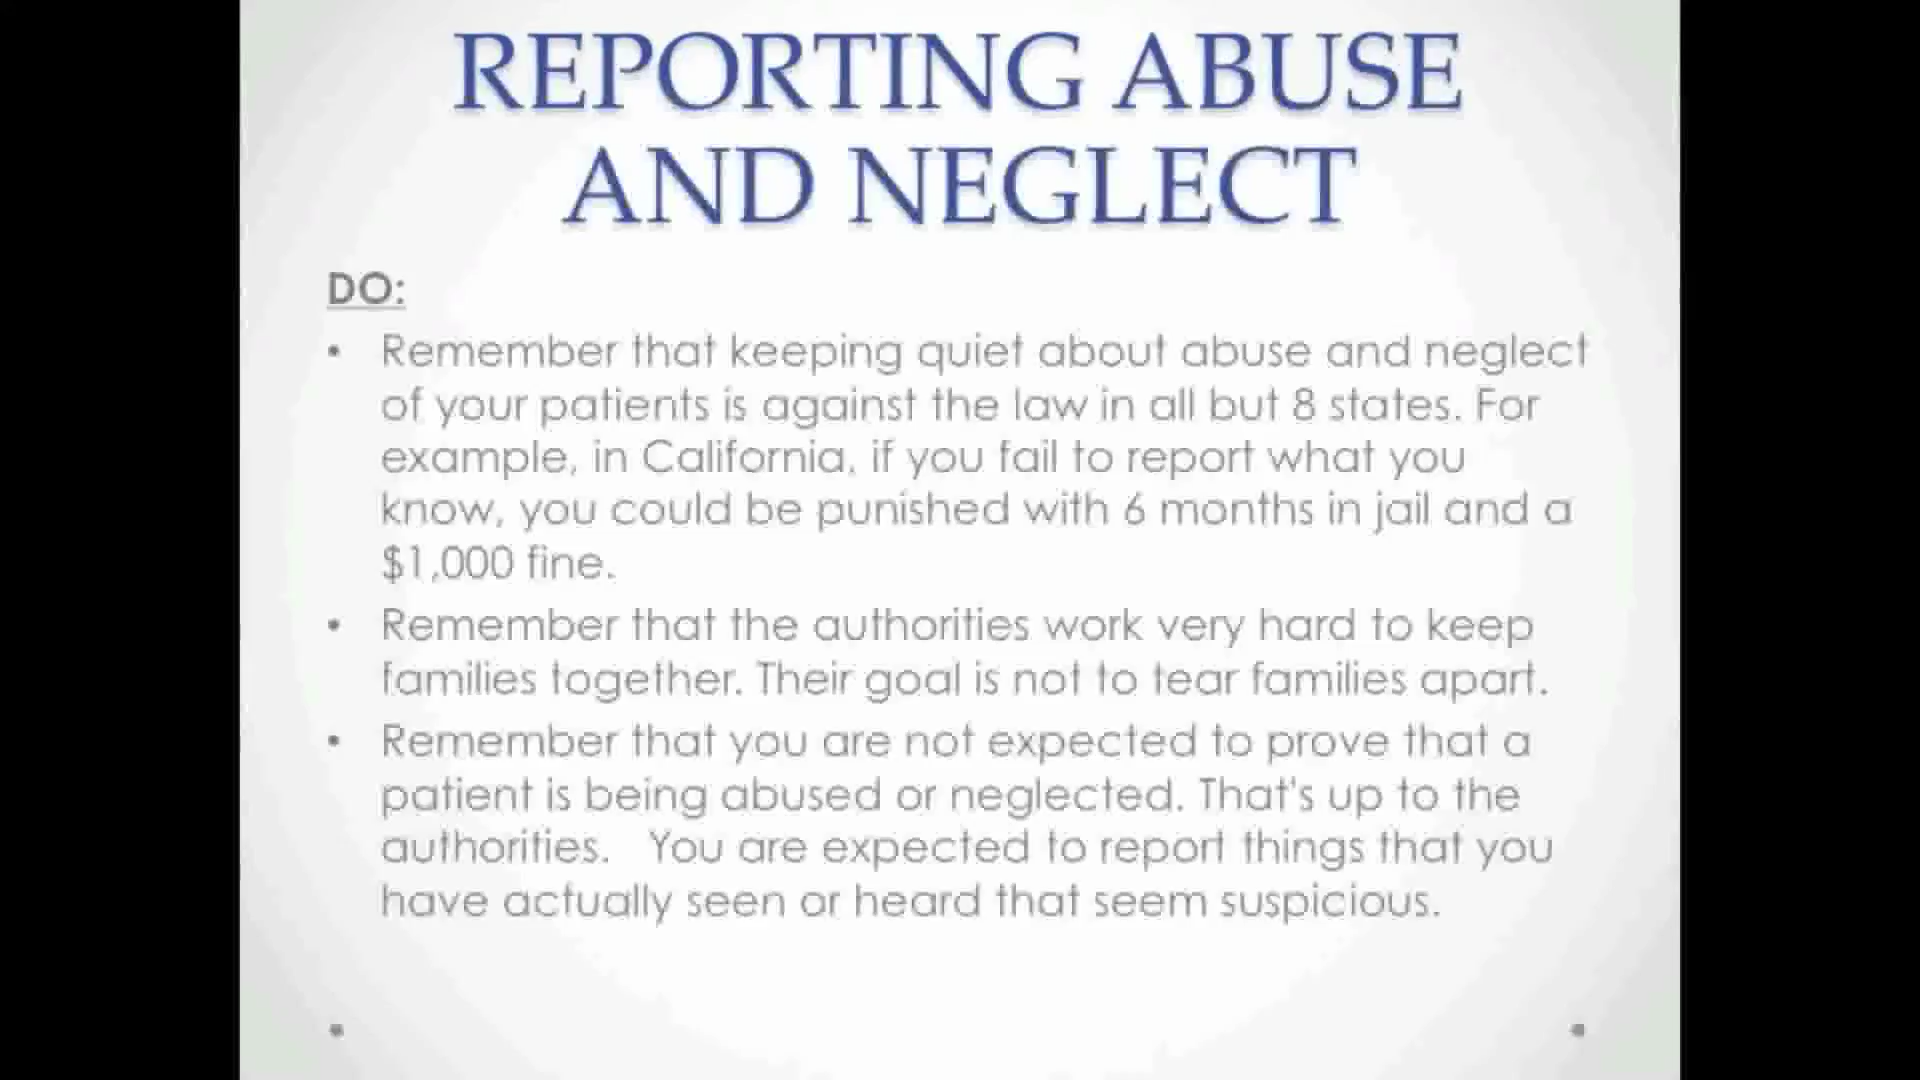 REPORTING ABUSE
AND NEGLECT
DO:
• Remember that keeping quiet about abuse and neglect
of your patients is against the law in all but 8 states. For
example, in California, if you fail to report what you
know, you could be punished with 6 months in jail and a
$1,000 fine.
• Remember that the authorities work very hard to keep
families together. Their goal is not to tear families apart.
• Remember that you are not expected to prove that a
patient is being abused or neglected. That's up to the
authorities.   You are expected to report things that you
have actually seen or heard that seem suspicious.